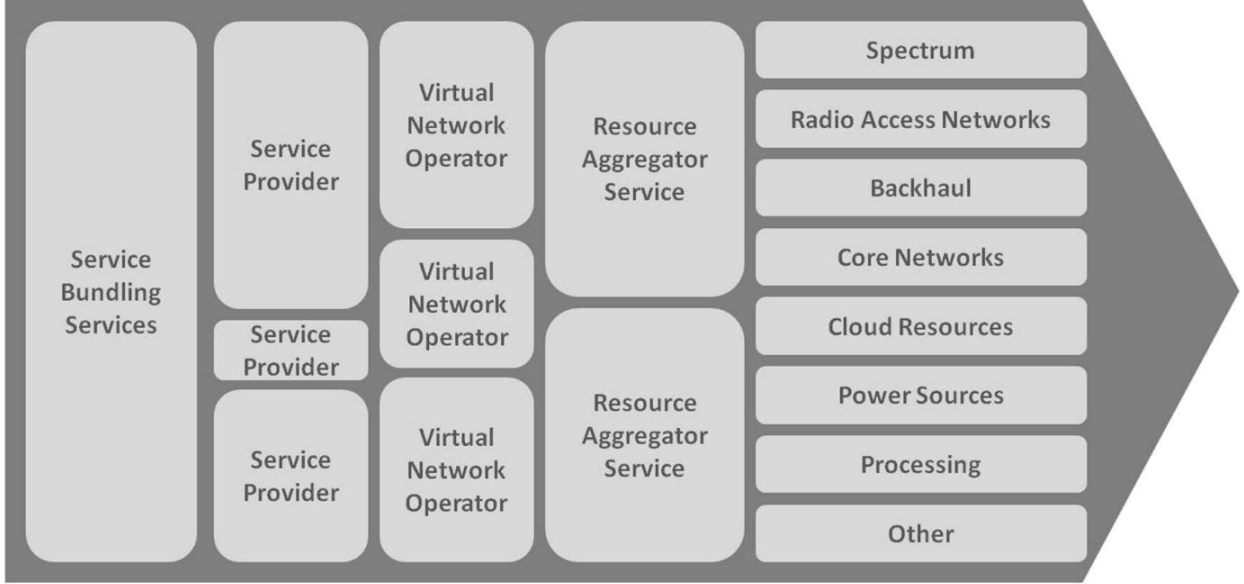 Service
Bundling
Services
Service
Provider
Service
Provider
Service
Provider
Virtual
Network
Operator
Virtual
Network
Operator
Virtual
Network
Operator
Resource
Aggregator
Service
Resource
Aggregator
Service
Spectrum
Radio Access Networks
Backhaul
Core Networks
Cloud Resources
Power Sources
Processing
Other